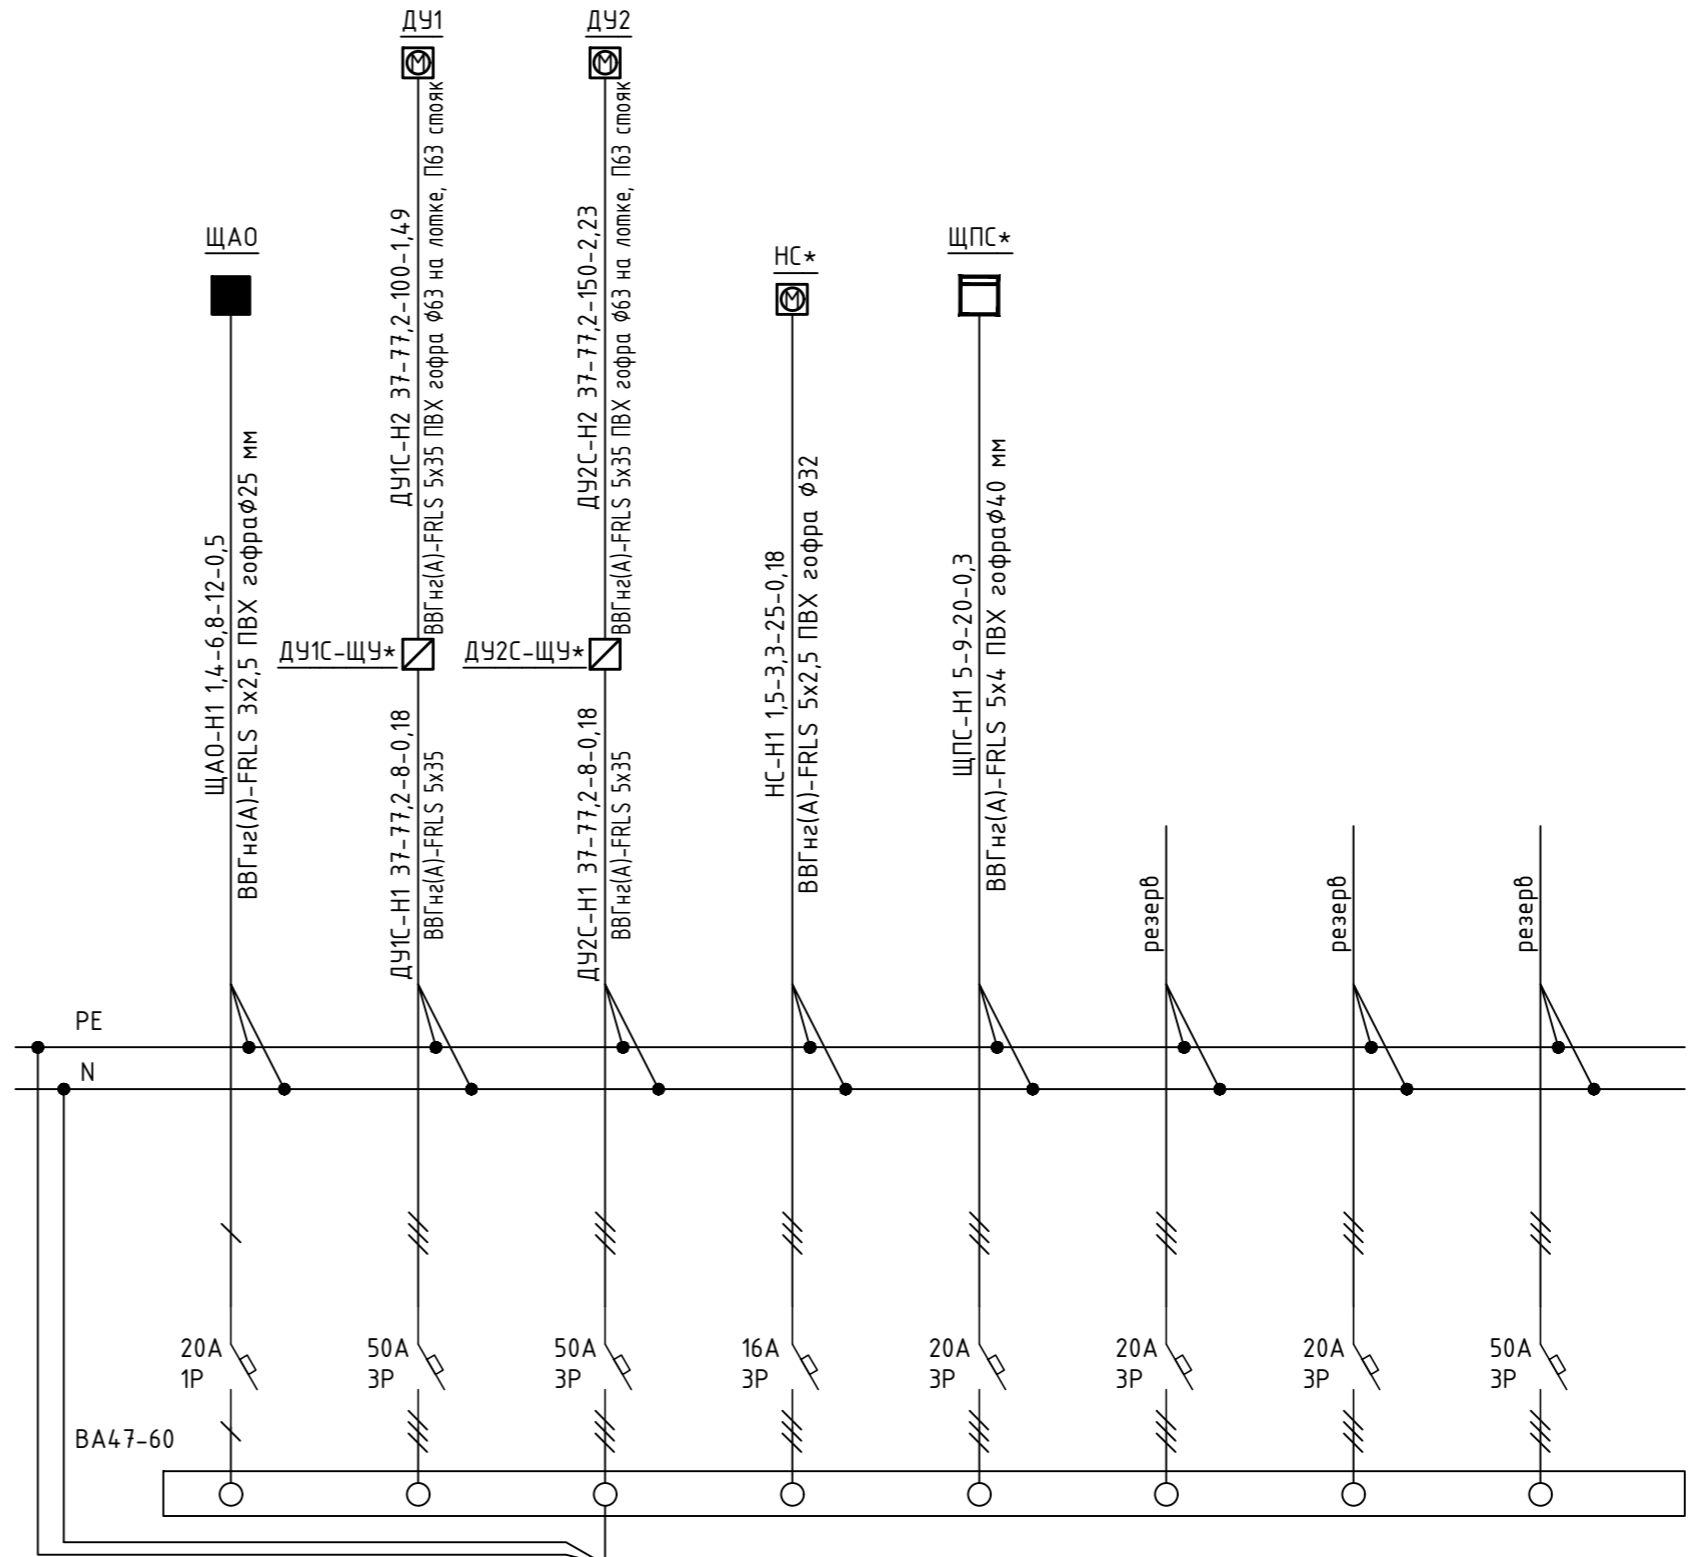 ДУ1
ДУ2
ЩАО
НС*
ЩПС*
ЩАО-Н1 1,4-6,8-12-0,5
ВВГнг(А)-FRLS 3х2,5 ПВХ гофраФ25 мм
ДУ1С-Н2 37-77,2-100-1,49
ВВГнг(А)-FRLS 5х35 ПВХ гофра Ф63 на лотке, П63 стояк
ДУ2С-Н2 37-77,2-150-2,23
ВВГнг(А)-FRLS 5х35 ПВХ гофра Ф63 на лотке, П63 стояк
НС-Н1 1,5-3,3-25-0,18
ВВГнг(А)-FRLS 5х2,5 ПВХ гофра Ф32
ЩПС-Н1 5-9-20-0,3
ВВГнг(А)-FRLS 5х4 ПВХ гофраФ40 мм
ДУ1С-ЩУ*
ДУ2С-ЩУ*
ДУ1С-Н1 37-77,2-8-0,18
ВВГнг(А)-FRLS 5х35
ДУ2С-Н1 37-77,2-8-0,18
ВВГнг(А)-FRLS 5х35
резерв
резерв
резерв
PE
N
20А
1Р
50А
3Р
50А
3Р
16А
3Р
20А
3Р
20А
3Р
20А
3Р
50А
3Р
ВА47-60